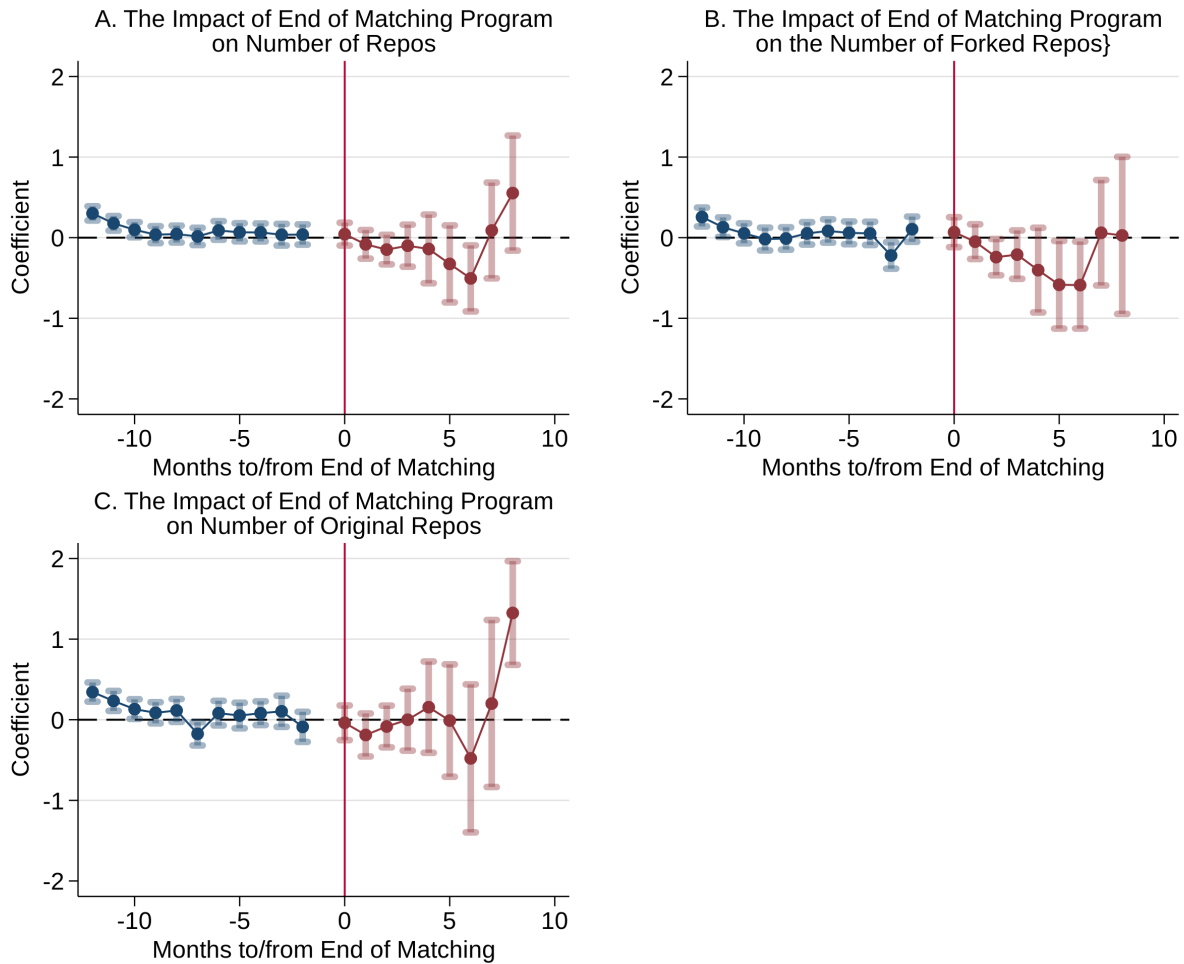 A. The Impact of End of Matching Program
on Number of Repos
2
1
0
-1
-2
Coefficient
-10 -5 0 5 10
Months to/from End of Matching
B. The Impact of End of Matching Program
on the Number of Forked Repos}
2
1
0
-1
-2
Coefficient
-10 -5 0 5 10
Months to/from End of Matching
C. The Impact of End of Matching Program
on Number of Original Repos
2
1
0
-1
-2
Coefficient
-10 -5 0 5 10
Months to/from End of Matching